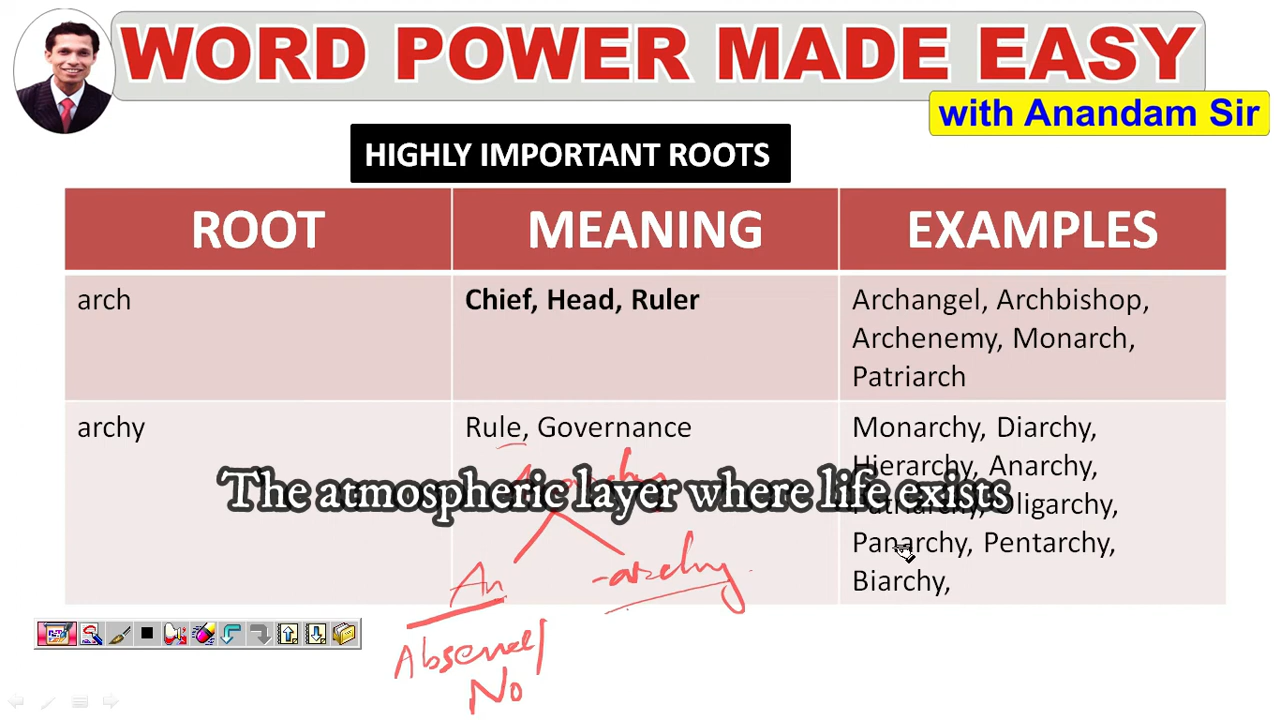 WORD POWER MADE EASY
with Anandam Sir
HIGHLY IMPORTANT ROOTS
ROOT MEANING EXAMPLES
arch Chief, Head, Ruler Archangel, Archbishop,
Archenemy, Monarch,
Patriarch
archy Rule, Governance Monarchy, Diarchy,
Hierarchy, Anarchy,
The atmospheric layer where life exists
Patriarchy, Oligarchy,
Panarchy, Pentarchy,
Biarchy,
An -archy
No